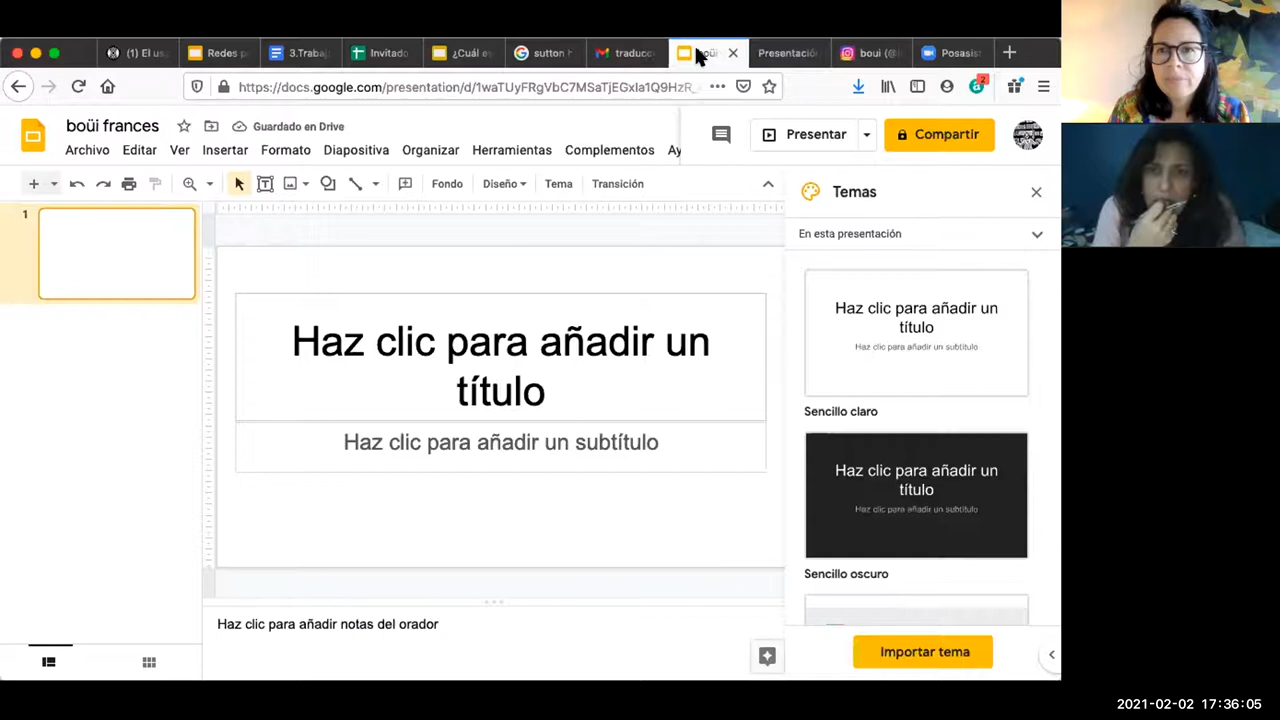 (1) El us
Redes p
3.Trabaj
Invitado
¿Cuál es
sutton h
traducc
boüi
Presentació
boui (@
Posasis
https://docs.google.com/presentation/d/1waTUyFRgVbC7MSaTjEGxIa1Q9HzR_
2
boüi frances
Guardado en Drive
Presentar
Compartir
Archivo Editar Ver Insertar Formato Diapositiva Organizar Herramientas Complementos Ay
Fondo Diseño Tema Transición
Temas
En esta presentación
1
Haz clic para añadir un
título
Haz clic para añadir un subtítulo
Haz clic para añadir un
título
Haz clic para añadir un subtítulo
Sencillo claro
Haz clic para añadir un
título
Haz clic para añadir un subtítulo
Sencillo oscuro
Haz clic para añadir notas del orador
Importar tema
2021-02-02 17:36:05